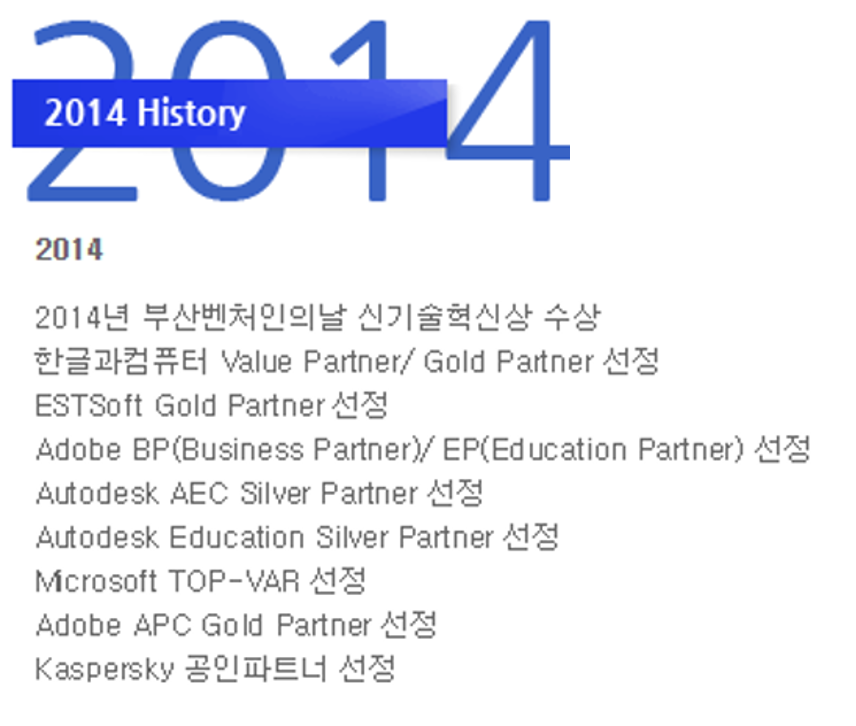 2014
2014 History
2014
2014년 부산벤처인의날 신기술혁신상 수상
한글과컴퓨터 Value Partner/ Gold Partner 선정
ESTSoft Gold Partner 선정
Adobe BP(Business Partner)/ EP(Education Partner) 선정
Autodesk AEC Silver Partner 선정
Autodesk Education Silver Partner 선정
Microsoft TOP-VAR 선정
Adobe APC Gold Partner 선정
Kaspersky 공인파트너 선정